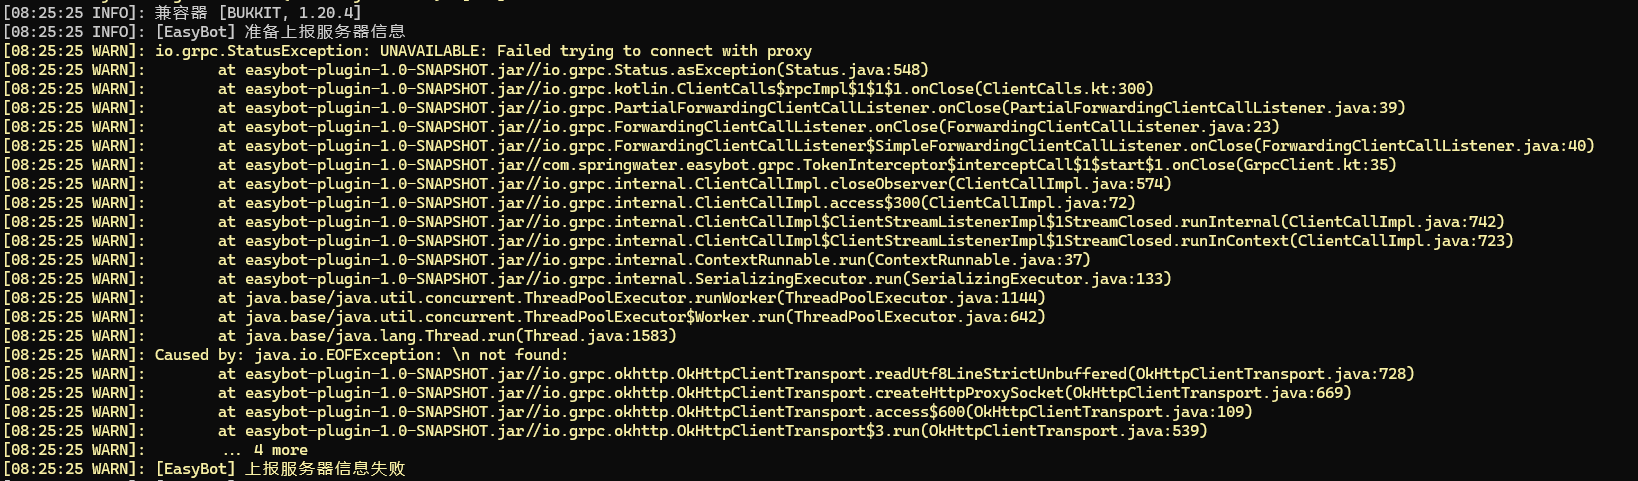 [08:25:25 INFO]: 兼容器 [BUKKIT, 1.20.4]
[08:25:25 INFO]: [EasyBot] 准备上报服务器信息
[08:25:25 WARN]: io.grpc.StatusException: UNAVAILABLE: Failed trying to connect with proxy
[08:25:25 WARN]:        at easybot-plugin-1.0-SNAPSHOT.jar//io.grpc.Status.asException(Status.java:548)
[08:25:25 WARN]:        at easybot-plugin-1.0-SNAPSHOT.jar//io.grpc.kotlin.ClientCalls$rpcImpl$1$1$1.onClose(ClientCalls.kt:300)
[08:25:25 WARN]:        at easybot-plugin-1.0-SNAPSHOT.jar//io.grpc.PartialForwardingClientCallListener.onClose(PartialForwardingClientCallListener.java:39)
[08:25:25 WARN]:        at easybot-plugin-1.0-SNAPSHOT.jar//io.grpc.ForwardingClientCallListener.onClose(ForwardingClientCallListener.java:23)
[08:25:25 WARN]:        at easybot-plugin-1.0-SNAPSHOT.jar//io.grpc.ForwardingClientCallListener$SimpleForwardingClientCallListener.onClose(ForwardingClientCallListener.java:40)
[08:25:25 WARN]:        at easybot-plugin-1.0-SNAPSHOT.jar//com.springwater.easybot.grpc.TokenInterceptor$interceptCall$1$start$1.onClose(GrpcClient.kt:35)
[08:25:25 WARN]:        at easybot-plugin-1.0-SNAPSHOT.jar//io.grpc.internal.ClientCallImpl.closeObserver(ClientCallImpl.java:574)
[08:25:25 WARN]:        at easybot-plugin-1.0-SNAPSHOT.jar//io.grpc.internal.ClientCallImpl.access$300(ClientCallImpl.java:72)
[08:25:25 WARN]:        at easybot-plugin-1.0-SNAPSHOT.jar//io.grpc.internal.ClientCallImpl$ClientStreamListenerImpl$1StreamClosed.runInternal(ClientCallImpl.java:742)
[08:25:25 WARN]:        at easybot-plugin-1.0-SNAPSHOT.jar//io.grpc.internal.ClientCallImpl$ClientStreamListenerImpl$1StreamClosed.runInContext(ClientCallImpl.java:723)
[08:25:25 WARN]:        at easybot-plugin-1.0-SNAPSHOT.jar//io.grpc.internal.ContextRunnable.run(ContextRunnable.java:37)
[08:25:25 WARN]:        at easybot-plugin-1.0-SNAPSHOT.jar//io.grpc.internal.SerializingExecutor.run(SerializingExecutor.java:133)
[08:25:25 WARN]:        at java.base/java.util.concurrent.ThreadPoolExecutor.runWorker(ThreadPoolExecutor.java:1144)
[08:25:25 WARN]:        at java.base/java.util.concurrent.ThreadPoolExecutor$Worker.run(ThreadPoolExecutor.java:642)
[08:25:25 WARN]:        at java.base/java.lang.Thread.run(Thread.java:1583)
[08:25:25 WARN]: Caused by: java.io.EOFException: \n not found:
[08:25:25 WARN]:        at easybot-plugin-1.0-SNAPSHOT.jar//io.grpc.okhttp.OkHttpClientTransport.readUtf8LineStrictUnbuffered(OkHttpClientTransport.java:728)
[08:25:25 WARN]:        at easybot-plugin-1.0-SNAPSHOT.jar//io.grpc.okhttp.OkHttpClientTransport.createHttpProxySocket(OkHttpClientTransport.java:669)
[08:25:25 WARN]:        at easybot-plugin-1.0-SNAPSHOT.jar//io.grpc.okhttp.OkHttpClientTransport.access$600(OkHttpClientTransport.java:109)
[08:25:25 WARN]:        at easybot-plugin-1.0-SNAPSHOT.jar//io.grpc.okhttp.OkHttpClientTransport$3.run(OkHttpClientTransport.java:539)
[08:25:25 WARN]:        ... 4 more
[08:25:25 WARN]: [EasyBot] 上报服务器信息失败